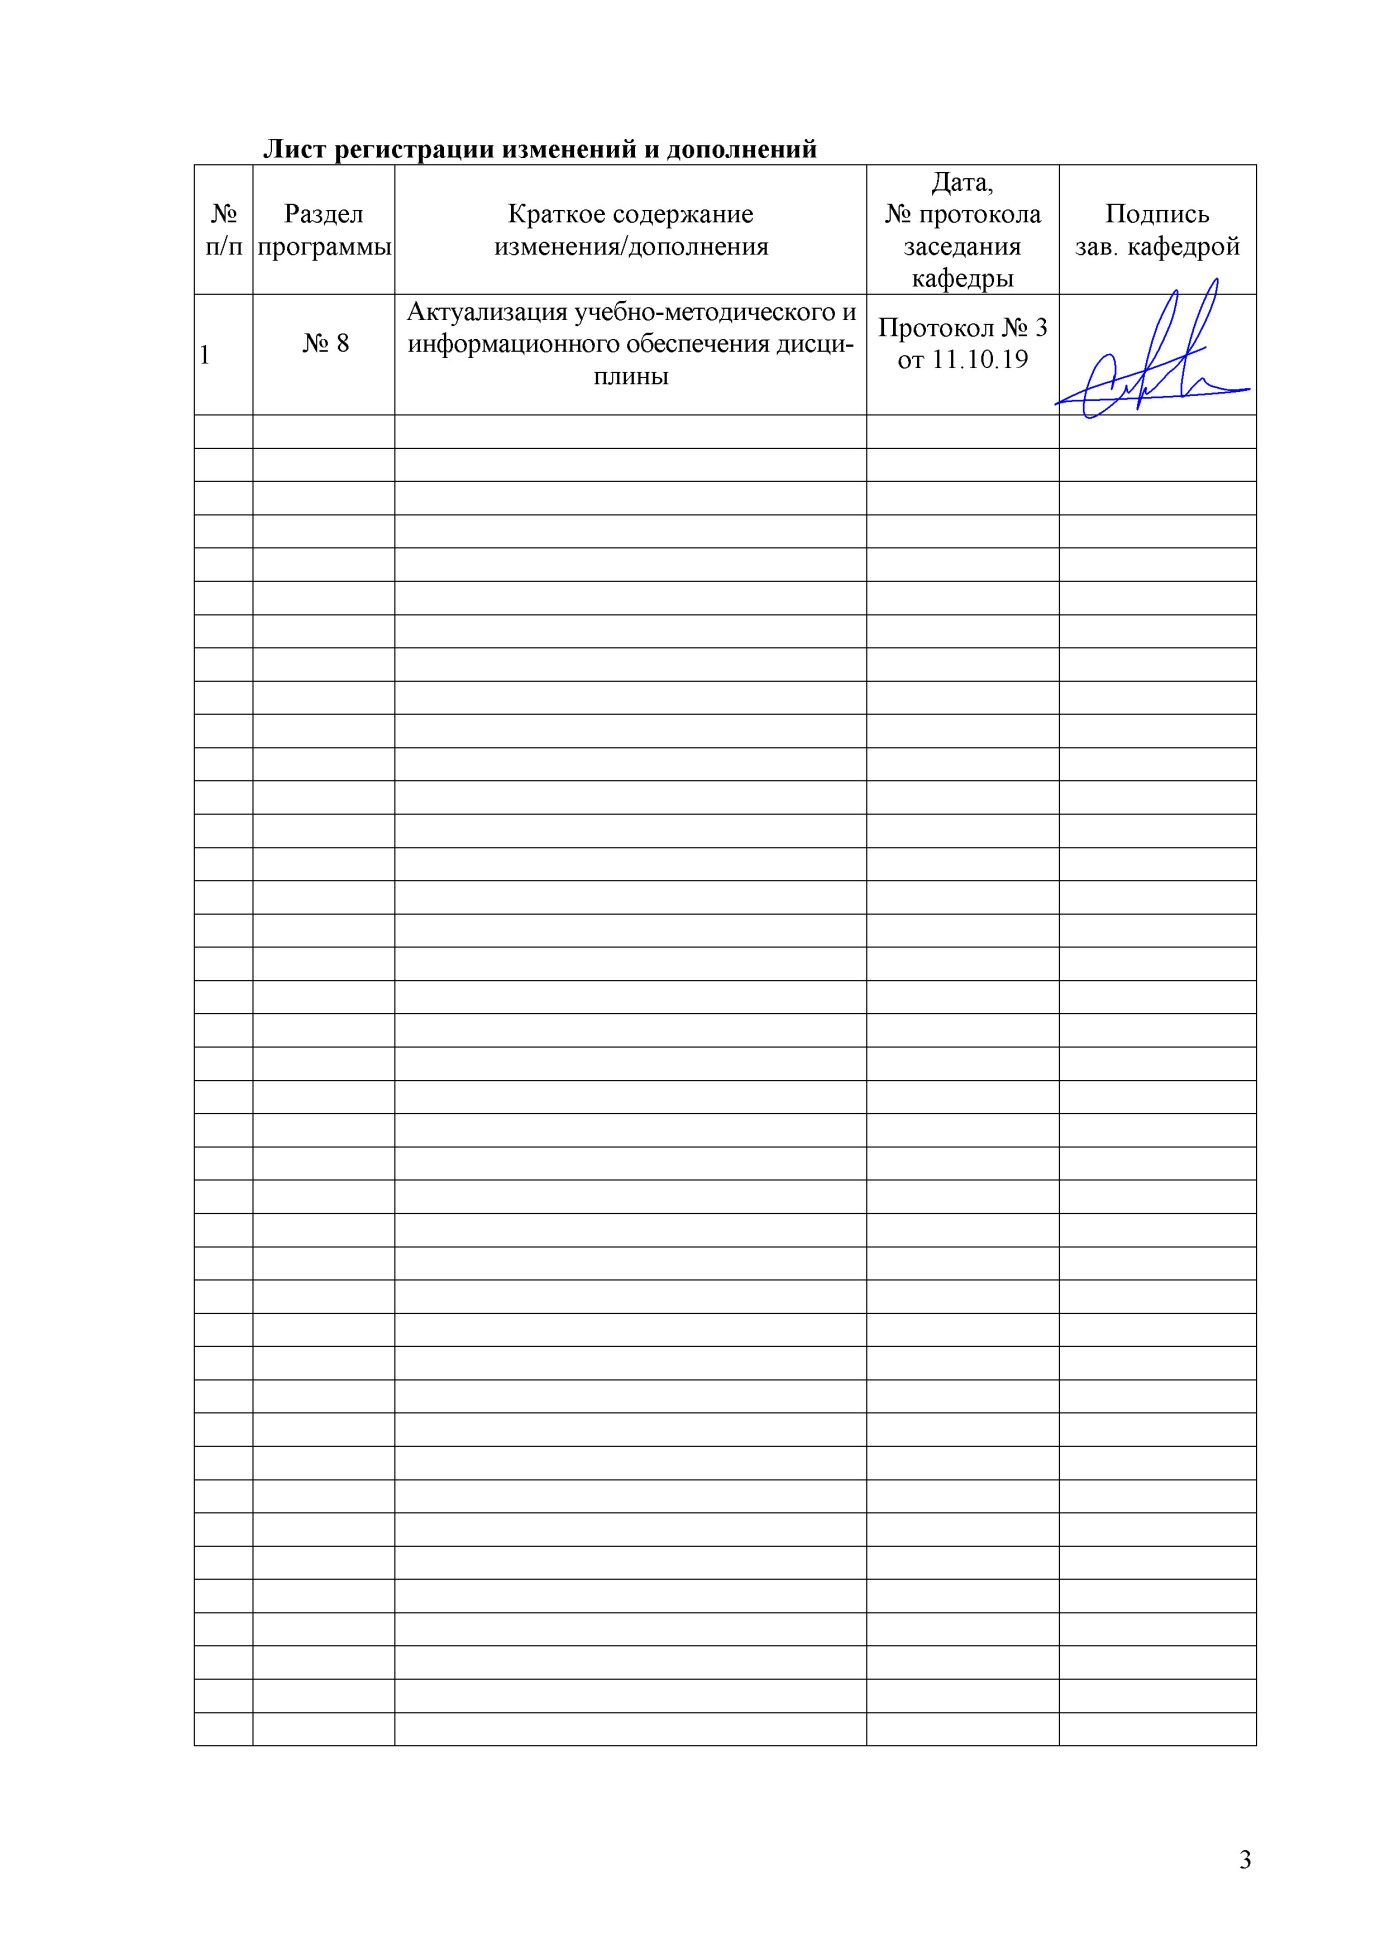 Лист регистрации изменений и дополнений
№
п/п
Раздел
программы
Краткое содержание
изменения/дополнения
Дата,
№ протокола
заседания
кафедры
Подпись
зав. кафедрой
1
№ 8
Актуализация учебно-методического и
информационного обеспечения дисци-
плины
Протокол № 3
от 11.10.19
3